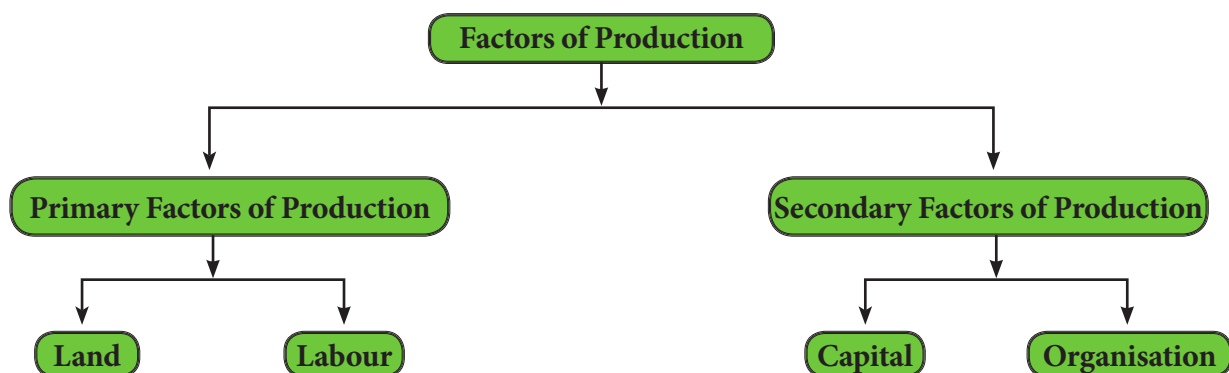 Factors of Production
Primary Factors of Production
Secondary Factors of Production
Land
Labour
Capital
Organisation